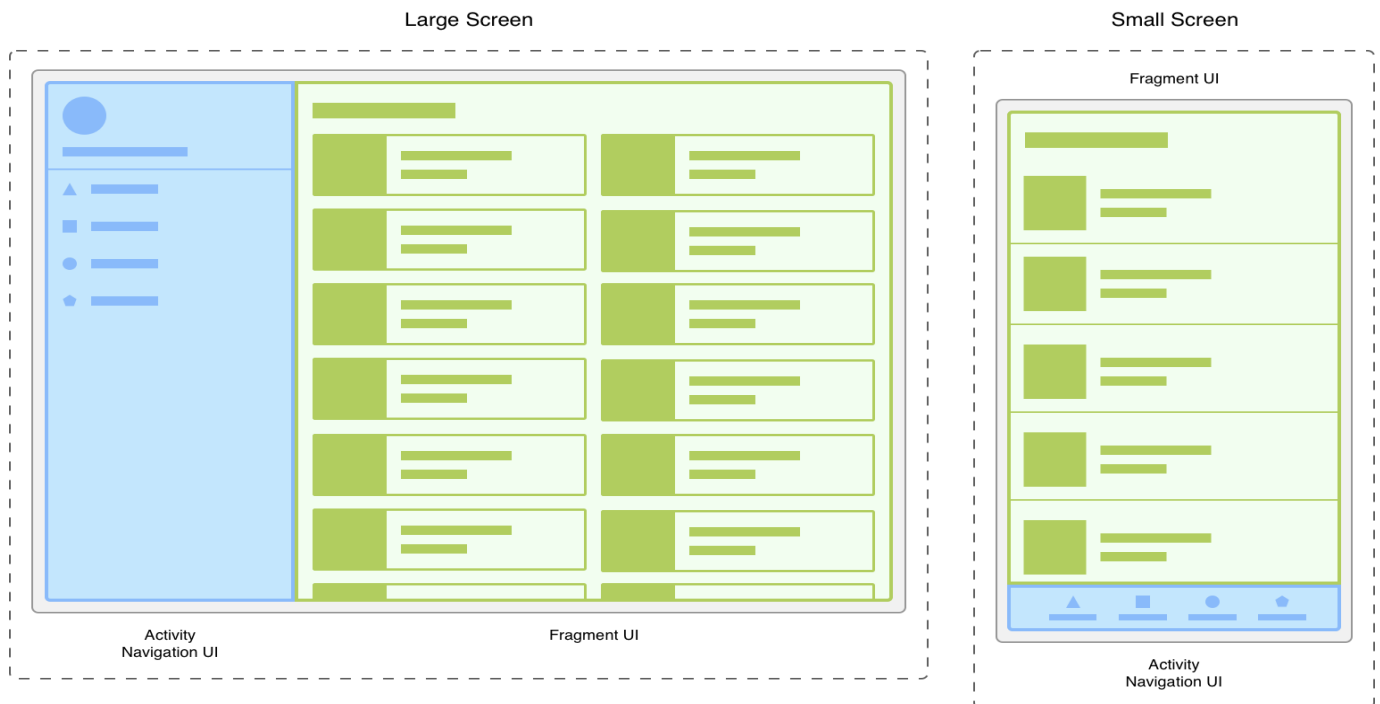 Large Screen
Activity
Navigation UI
Fragment UI
Small Screen
Fragment UI
Activity
Navigation UI